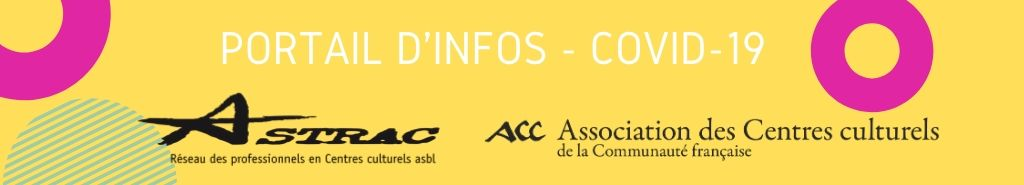 PORTAIL D'INFOS - COVID-19
ASTRAC
Réseau des professionnels en Centres culturels asbl
ACC Association des Centres culturels
de la Communauté française